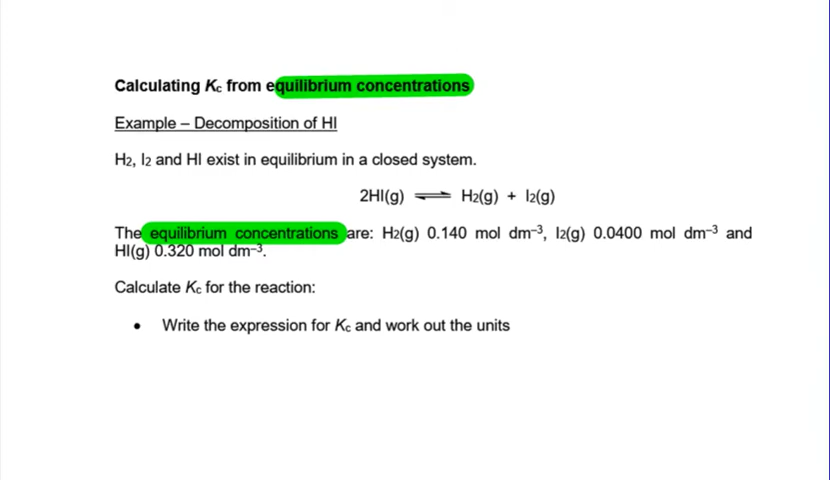 Calculating Kc from equilibrium concentrations
Example – Decomposition of HI
H2, I2 and HI exist in equilibrium in a closed system.
2HI(g) ⇌ H2(g) + I2(g)
The equilibrium concentrations are: H2(g) 0.140 mol dm–3, I2(g) 0.0400 mol dm–3 and
HI(g) 0.320 mol dm–3.
Calculate Kc for the reaction:
• Write the expression for Kc and work out the units